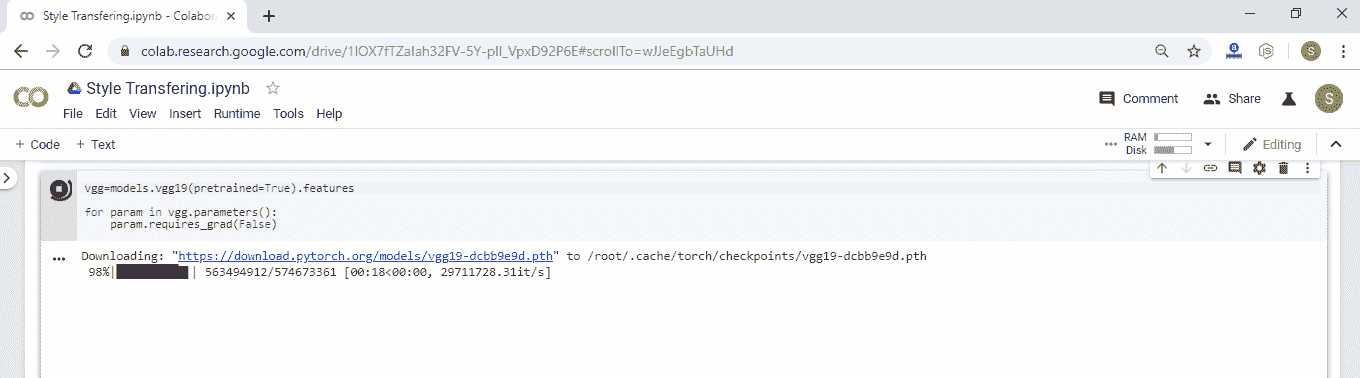 Style Transfering.ipynb - Colabora
colab.research.google.com/drive/1IOX7fTZaIah32FV-5Y-pIl_VpxD92P6E#scrollTo=wJJeEgbTaUHd
S
CO
Style Transfering.ipynb
Comment
Share
S
File Edit View Insert Runtime Tools Help
+ Code + Text
RAM
Disk
Editing
vgg=models.vgg19(pretrained=True).features
for param in vgg.parameters():
param.requires_grad(False)
Downloading: "https://download.pytorch.org/models/vgg19-dcbb9e9d.pth" to /root/.cache/torch/checkpoints/vgg19-dcbb9e9d.pth
98%| | 563494912/574673361 [00:18<00:00, 29711728.31it/s]